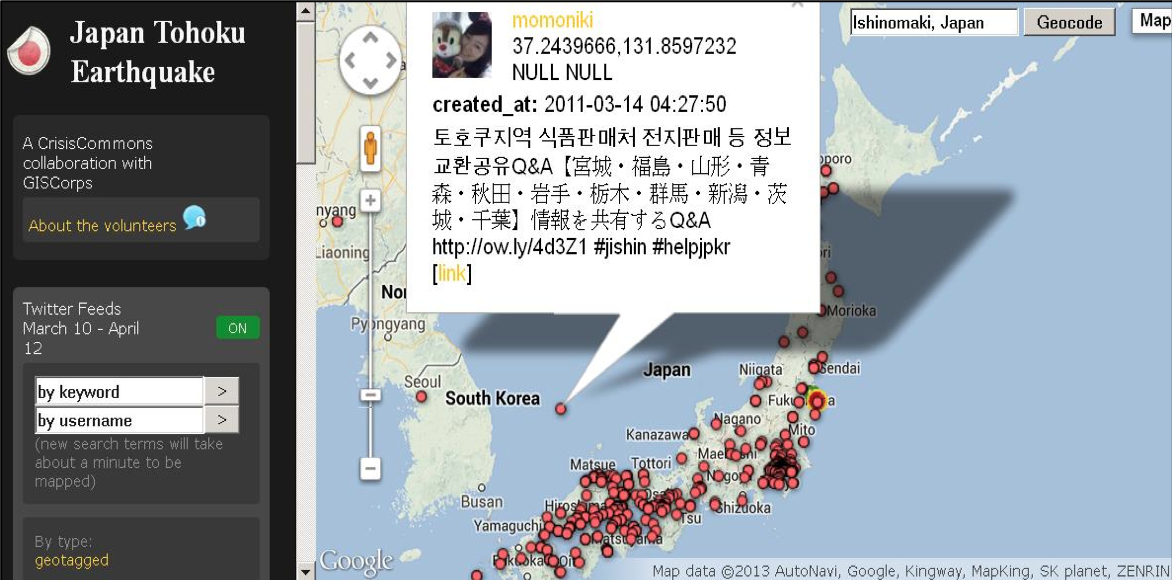 Japan Tohoku
Earthquake
A CrisisCommons
collaboration with
GISCorps
About the volunteers
Twitter Feeds
March 10 - April
12
ON
by keyword >
by username >
(new search terms will take
about a minute to be
mapped)
By type:
geotagged
momoniki
37.2439666,131.8597232
NULL NULL
created_at: 2011-03-14 04:27:50
토호쿠지역 식품판매처 전지판매 등 정보
교환공유Q&A【宮城・福島・山形・青
森・秋田・岩手・栃木・群馬・新潟・茨
城・千葉】情報を共有するQ&A
http://ow.ly/4d3Z1 #jishin #helpjpkr
[link]
Ishinomaki, Japan Geocode Map
Liaoning
Pyongyang
Morioka
Seoul
South Korea
Japan
Niigata
Sendai
Nagano
Mito
Kanazawa
Matsue
Tottori
Busan
Shizuoka
Tsu
Yamaguchi
Google
Map data ©2013 AutoNavi, Google, Kingway, MapKing, SK planet, ZENRIN